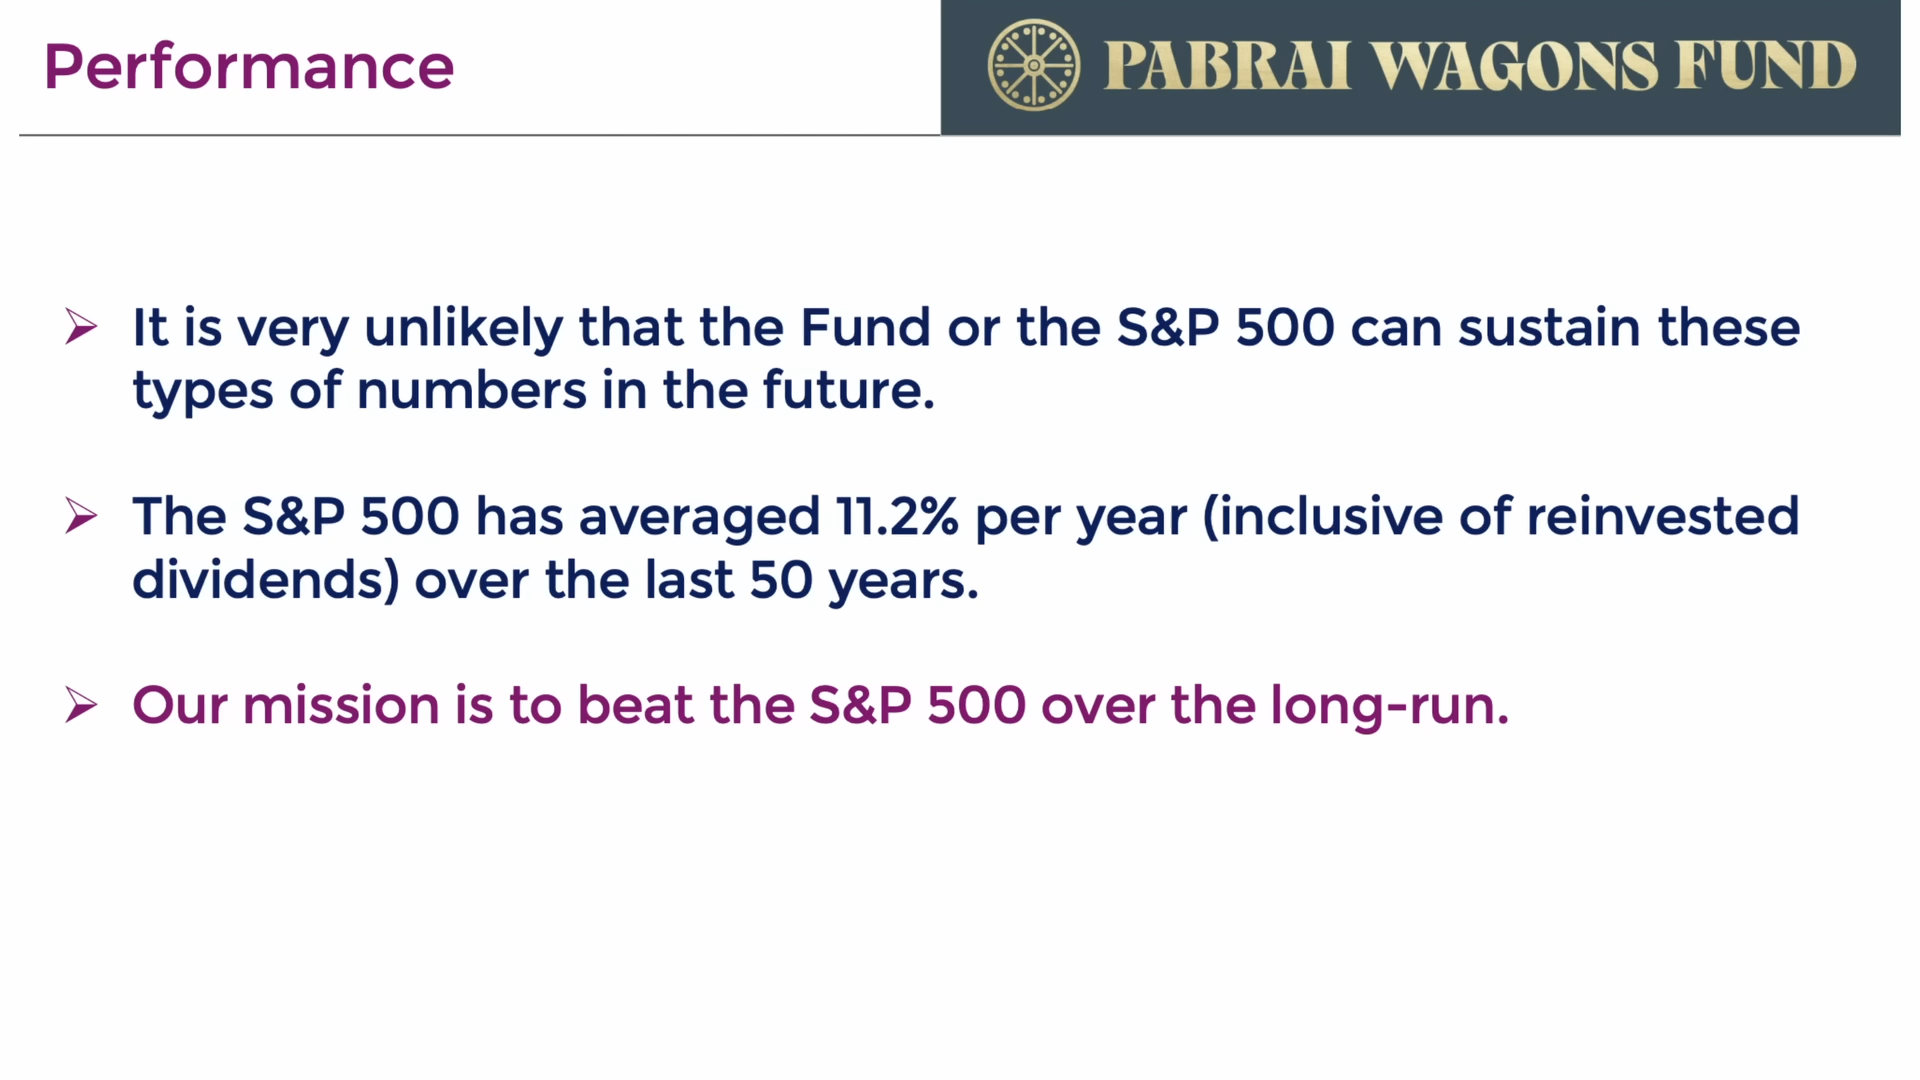 Performance
PABRAI WAGONS FUND
It is very unlikely that the Fund or the S&P 500 can sustain these
types of numbers in the future.
The S&P 500 has averaged 11.2% per year (inclusive of reinvested
dividends) over the last 50 years.
Our mission is to beat the S&P 500 over the long-run.